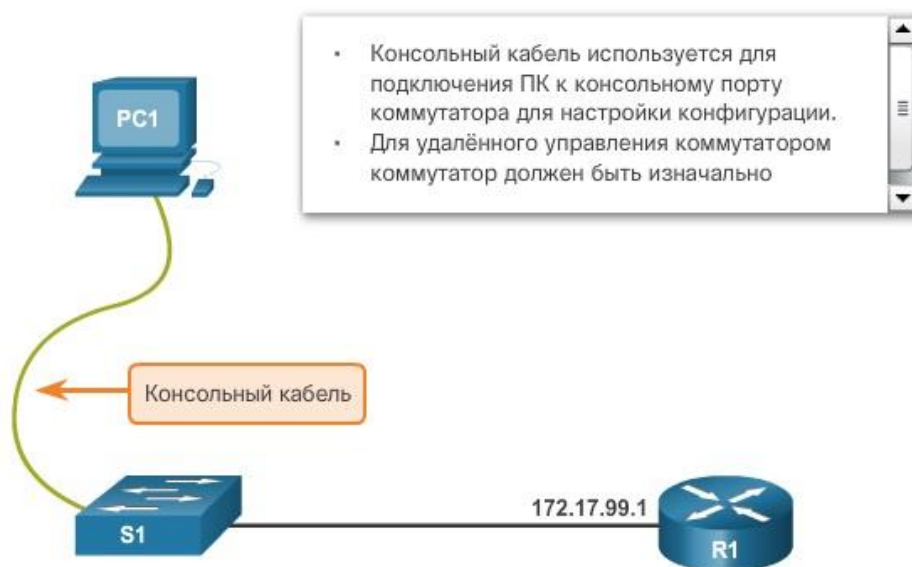 • Консольный кабель используется для
подключения ПК к консольному порту
коммутатора для настройки конфигурации.
• Для удалённого управления коммутатором
коммутатор должен быть изначально
PC1
Консольный кабель
172.17.99.1
S1
R1